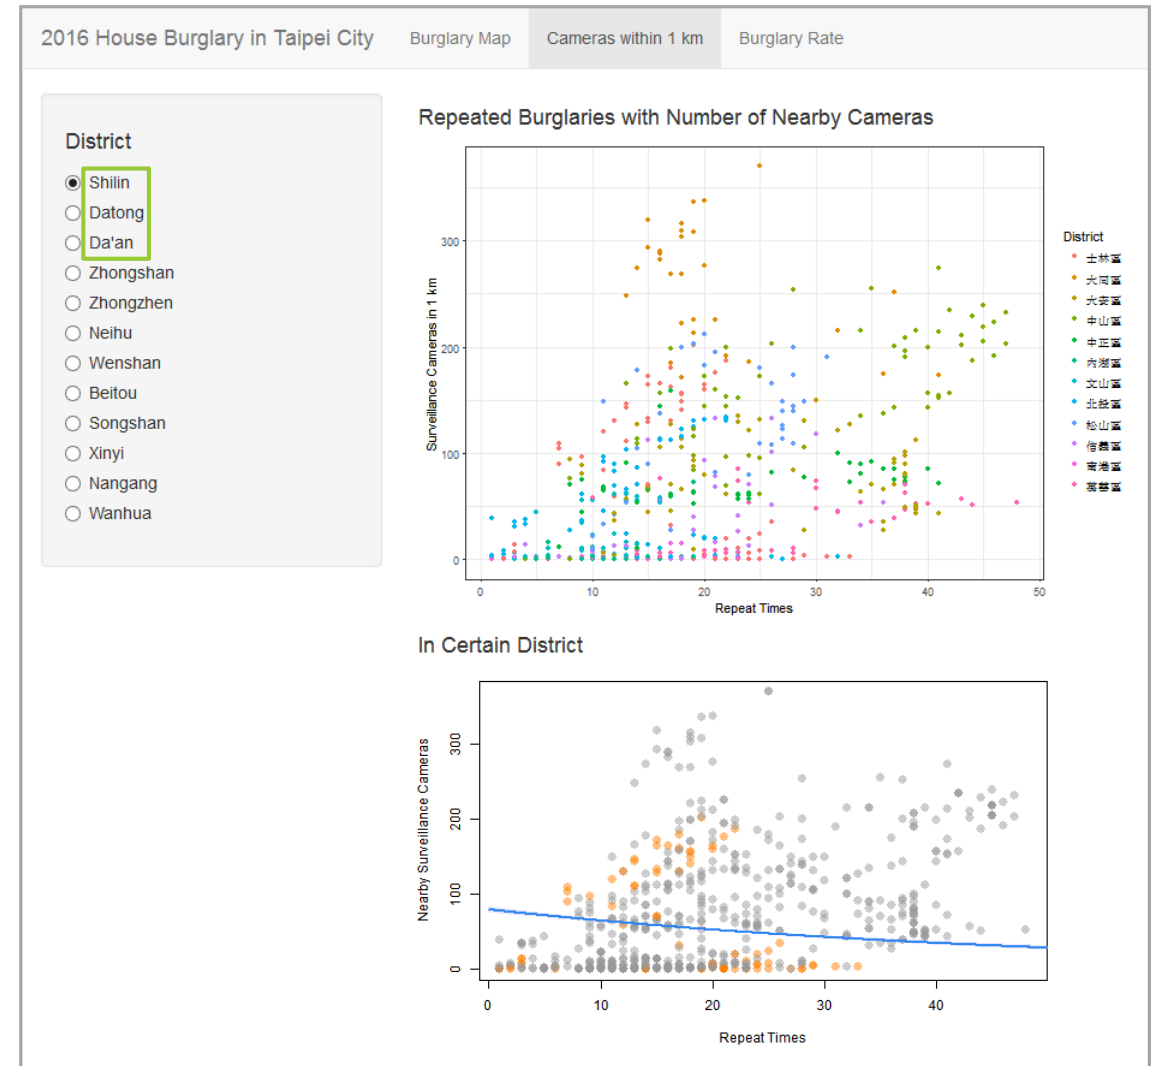 2016 House Burglary in Taipei City
Burglary Map
Cameras within 1 km
Burglary Rate
District
Shilin
Datong
Da'an
Zhongshan
Zhongzhen
Neihu
Wenshan
Beitou
Songshan
Xinyi
Nangang
Wanhua
Repeated Burglaries with Number of Nearby Cameras
Surveillance Cameras in 1 km
300
200
100
0
0 10 20 30 40 50
Repeat Times
District
士林區
大同區
大安區
中山區
中正區
內湖區
文山區
北投區
松山區
信義區
南港區
萬華區
In Certain District
Nearby Surveillance Cameras
300
200
100
0
0 10 20 30 40
Repeat Times